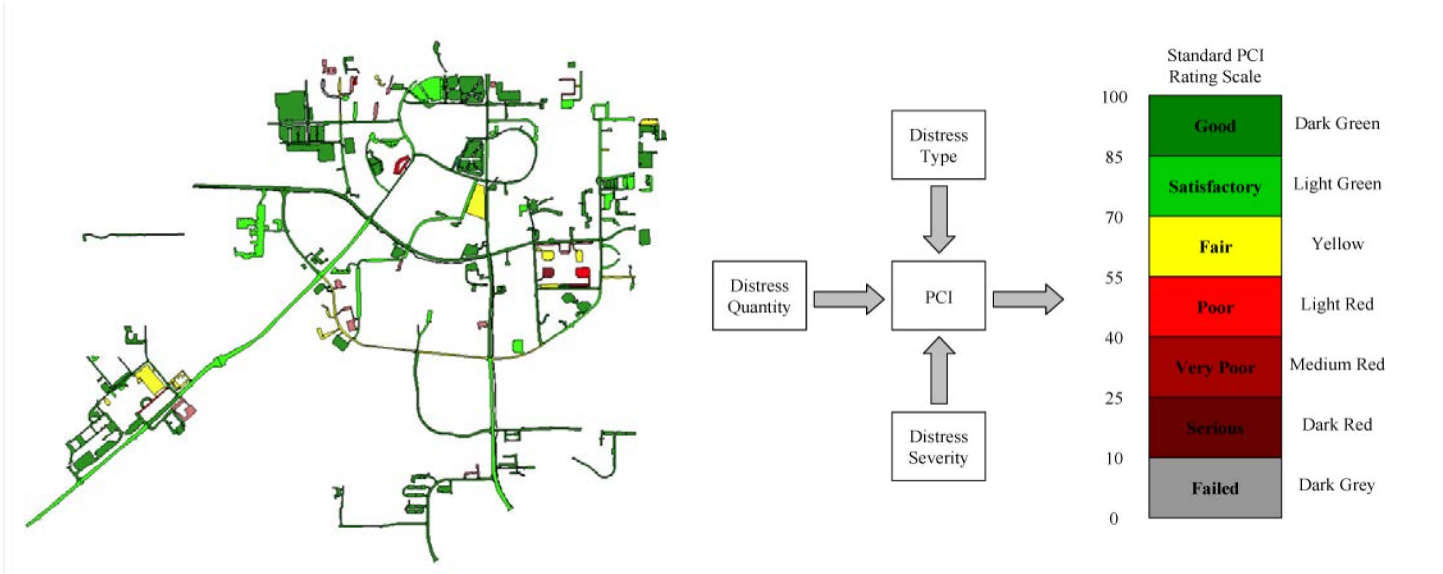 Distress
Type
Distress
Quantity
PCI
Distress
Severity
Standard PCI
Rating Scale
100
Good
Dark Green
85
Satisfactory
Light Green
70
Fair
Yellow
55
Poor
Light Red
40
Very Poor
Medium Red
25
Serious
Dark Red
10
Failed
Dark Grey
0